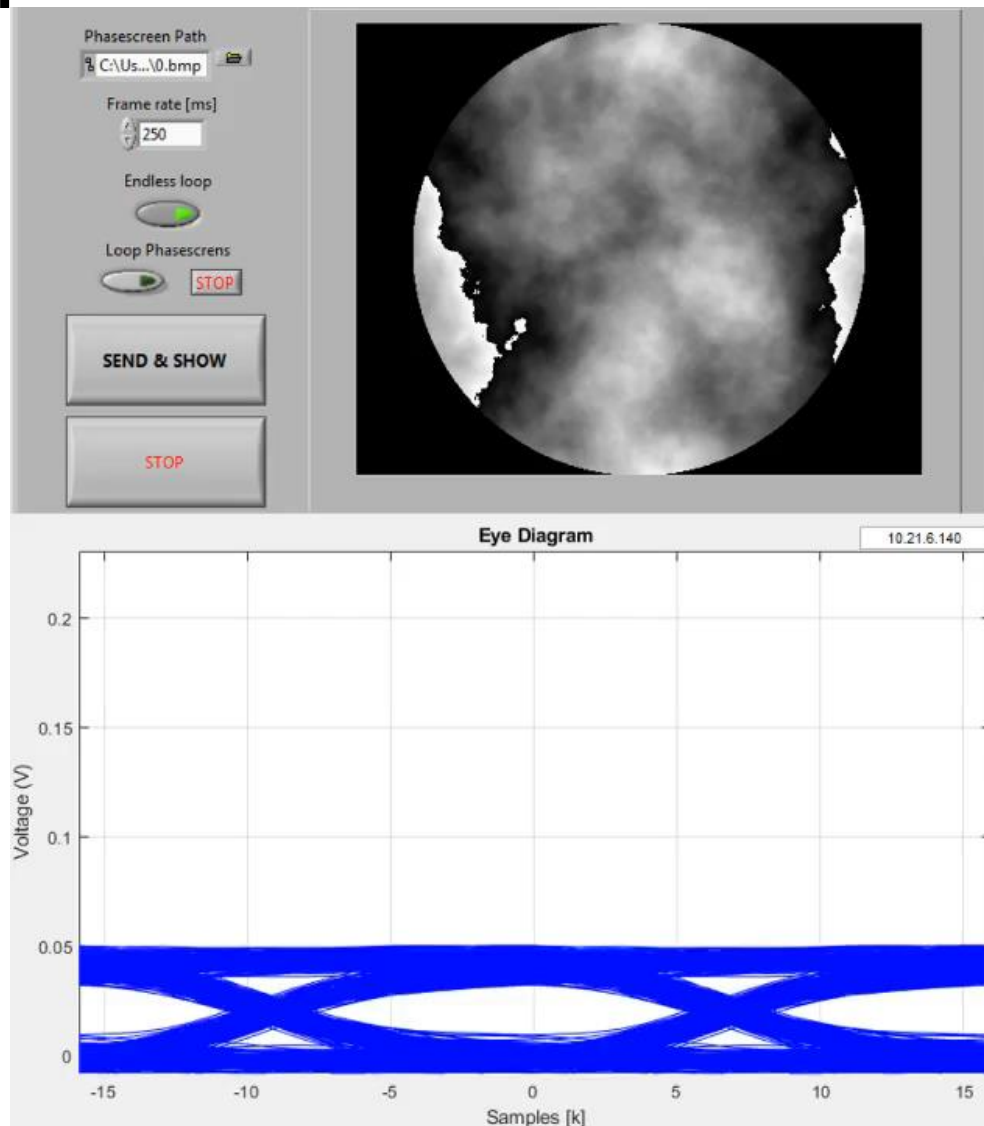 Phasescreen Path
C:\Us...\0.bmp
Frame rate [ms]
250
Endless loop
Loop Phasescrens
STOP
SEND & SHOW
STOP
Eye Diagram
10.21.6.140
0.2
0.15
0.1
0.05
0
Voltage (V)
-15 -10 -5 0 5 10 15
Samples [k]